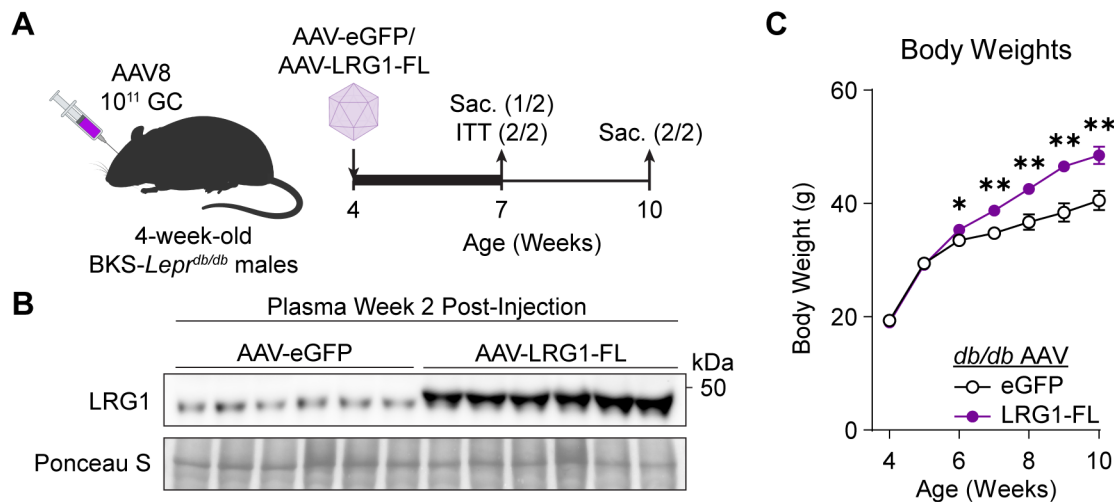 A
AAV8
10¹¹ GC
4-week-old
BKS-Lepr^db/db males
AAV-eGFP/
AAV-LRG1-FL
Sac. (1/2)
ITT (2/2)
Sac. (2/2)
4
7
10
Age (Weeks)
B
Plasma Week 2 Post-Injection
AAV-eGFP
AAV-LRG1-FL
kDa
LRG1
50
Ponceau S
C
Body Weights
Body Weight (g)
60
40
20
0
*
**
**
**
**
db/db AAV
eGFP
LRG1-FL
4
6
8
10
Age (Weeks)